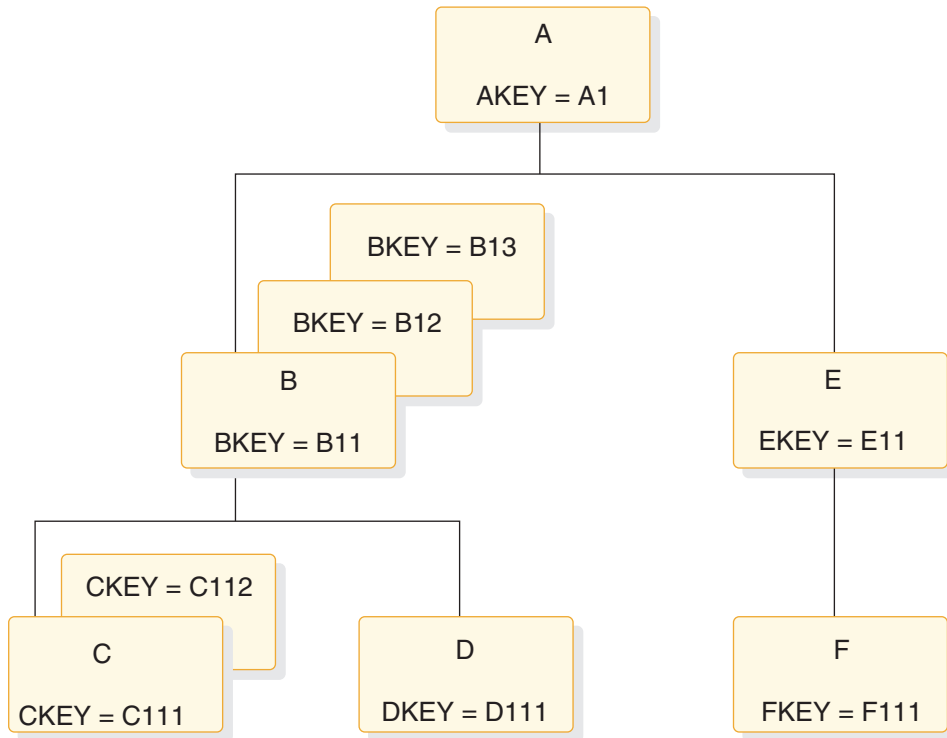 A
AKEY = A1
BKEY = B13
BKEY = B12
B
BKEY = B11
E
EKEY = E11
CKEY = C112
C
CKEY = C111
D
DKEY = D111
F
FKEY = F111